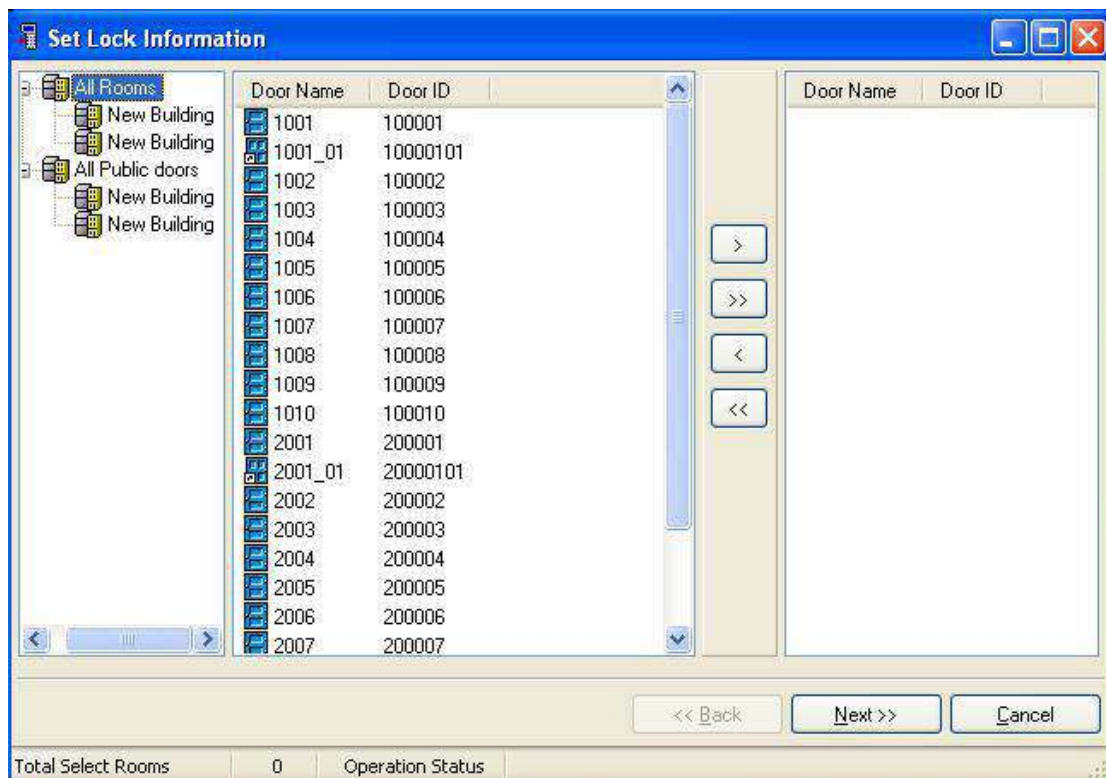 Set Lock Information
All Rooms
New Building
New Building
All Public doors
New Building
New Building
Door Name Door ID
1001 100001
1001_01 10000101
1002 100002
1003 100003
1004 100004
1005 100005
1006 100006
1007 100007
1008 100008
1009 100009
1010 100010
2001 200001
2001_01 20000101
2002 200002
2003 200003
2004 200004
2005 200005
2006 200006
2007 200007
>
>>
<
<<
Door Name Door ID
<< Back Next >> Cancel
Total Select Rooms 0 Operation Status